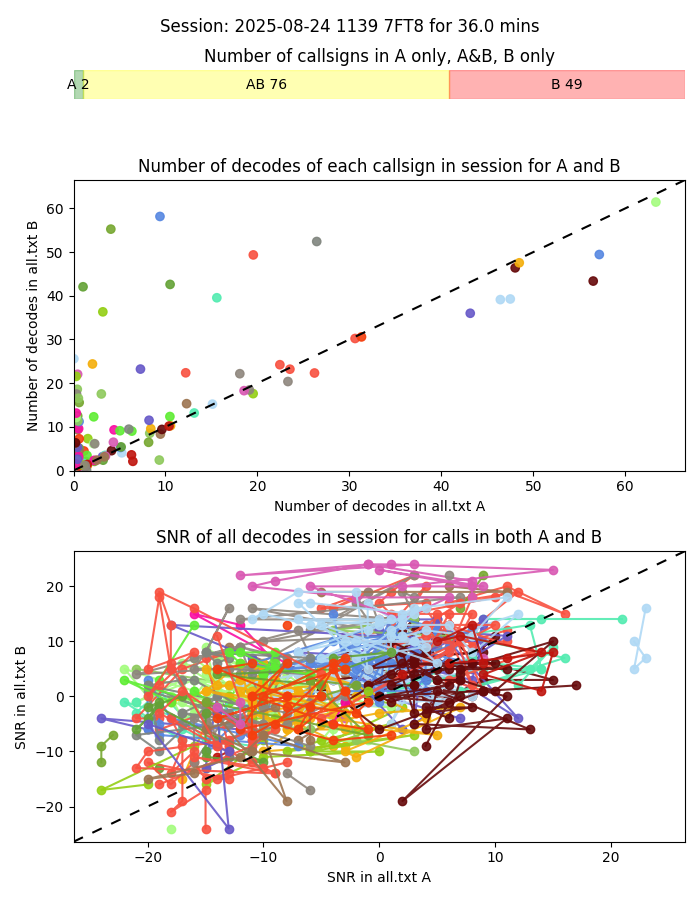 Session: 2025-08-24 1139 7FT8 for 36.0 mins
Number of callsigns in A only, A&B, B only
A 2 AB 76 B 49
Number of decodes of each callsign in session for A and B
Number of decodes in all.txt B
60
50
40
30
20
10
0
0 10 20 30 40 50 60
Number of decodes in all.txt A
SNR of all decodes in session for calls in both A and B
SNR in all.txt B
20
10
0
−10
−20
−20 −10 0 10 20
SNR in all.txt A